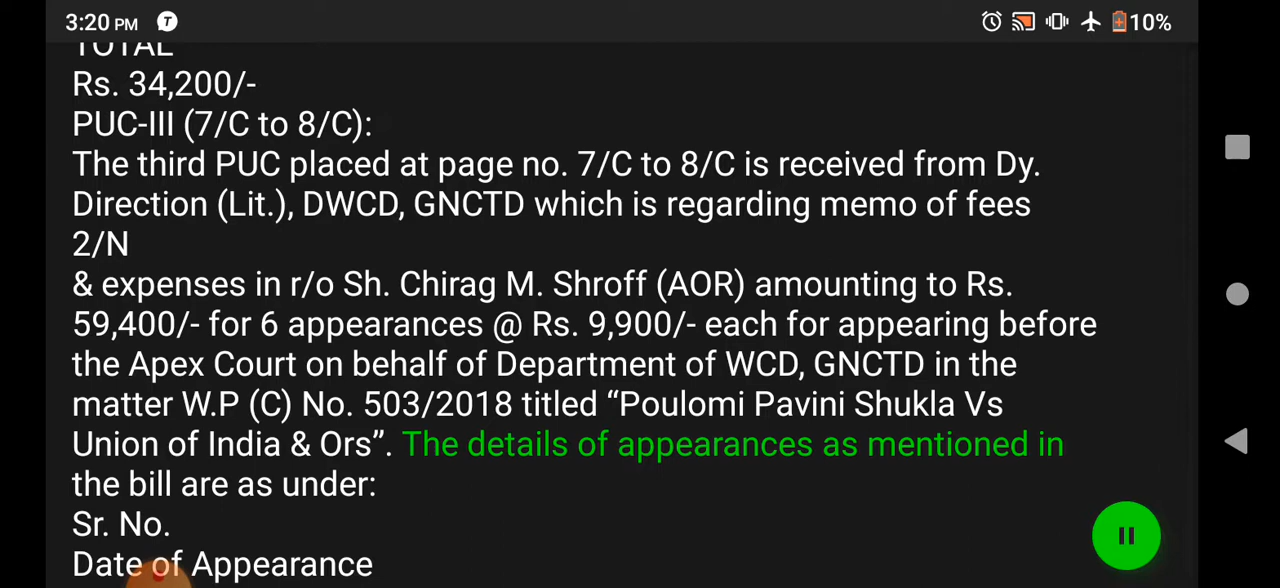 3:20 PM T 10%
TOTAL
Rs. 34,200/-
PUC-III (7/C to 8/C):
The third PUC placed at page no. 7/C to 8/C is received from Dy.
Direction (Lit.), DWCD, GNCTD which is regarding memo of fees
2/N
& expenses in r/o Sh. Chirag M. Shroff (AOR) amounting to Rs.
59,400/- for 6 appearances @ Rs. 9,900/- each for appearing before
the Apex Court on behalf of Department of WCD, GNCTD in the
matter W.P (C) No. 503/2018 titled “Poulomi Pavini Shukla Vs
Union of India & Ors”. The details of appearances as mentioned in
the bill are as under:
Sr. No.
Date of Appearance